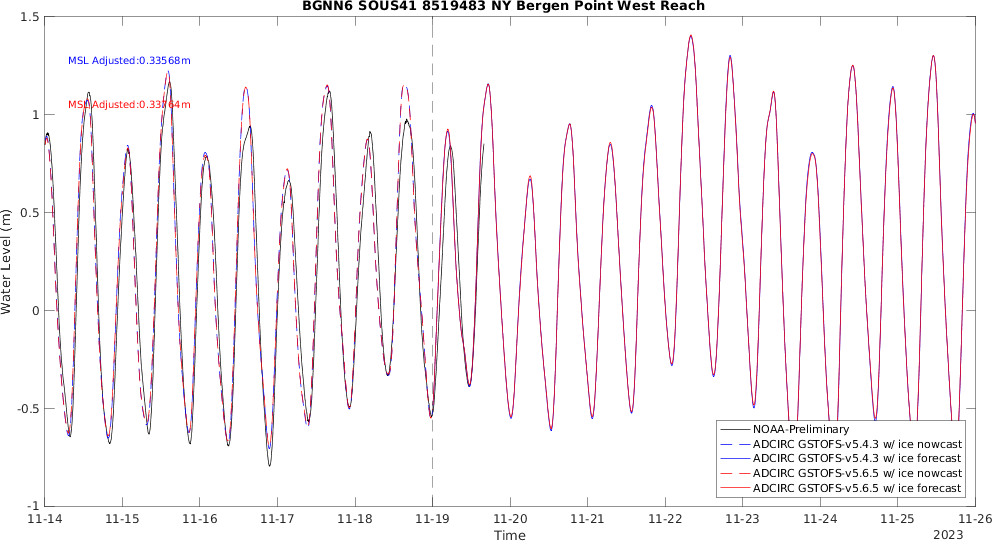 BGNN6 SOUS41 8519483 NY Bergen Point West Reach
1.5
MSL Adjusted:0.33568m
MSL Adjusted:0.33764m
1
0.5
Water Level (m)
0
-0.5
-1
NOAA-Preliminary
ADCIRC GSTOFS-v5.4.3 w/ ice nowcast
ADCIRC GSTOFS-v5.4.3 w/ ice forecast
ADCIRC GSTOFS-v5.6.5 w/ ice nowcast
ADCIRC GSTOFS-v5.6.5 w/ ice forecast
11-14 11-15 11-16 11-17 11-18 11-19 11-20 11-21 11-22 11-23 11-24 11-25 11-26
Time
2023